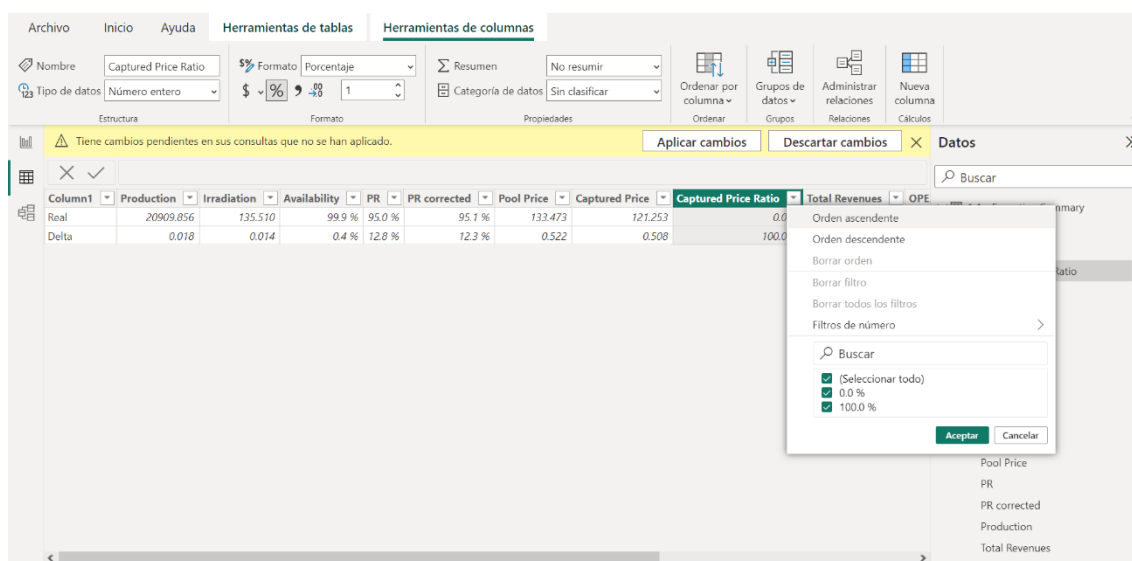 Archivo Inicio Ayuda Herramientas de tablas Herramientas de columnas
Nombre Captured Price Ratio
Tipo de datos Número entero
Estructura
$% Formato Porcentaje
$ % 9 .00 1
Formato
Resumen No resumir
Categoría de datos Sin clasificar
Propiedades
Ordenar por columna
Ordenar
Grupos de datos
Grupos
Administrar relaciones
Relaciones
Nueva columna
Cálculos
Tiene cambios pendientes en sus consultas que no se han aplicado. Aplicar cambios Descartar cambios
Datos
Buscar
Column1 Production Irradiation Availability PR PR corrected Pool Price Captured Price Captured Price Ratio Total Revenues OPE
Real 20909.856 135.510 99.9 % 95.0 % 95.1 % 133.473 121.253 0.0
Delta 0.018 0.014 0.4 % 12.8 % 12.3 % 0.522 0.508 100.0
Orden ascendente
Orden descendente
Borrar orden
Borrar filtro
Borrar todos los filtros
Filtros de número
Buscar
(Seleccionar todo)
0.0 %
100.0 %
Aceptar Cancelar
mmary
Ratio
Pool Price
PR
PR corrected
Production
Total Revenues